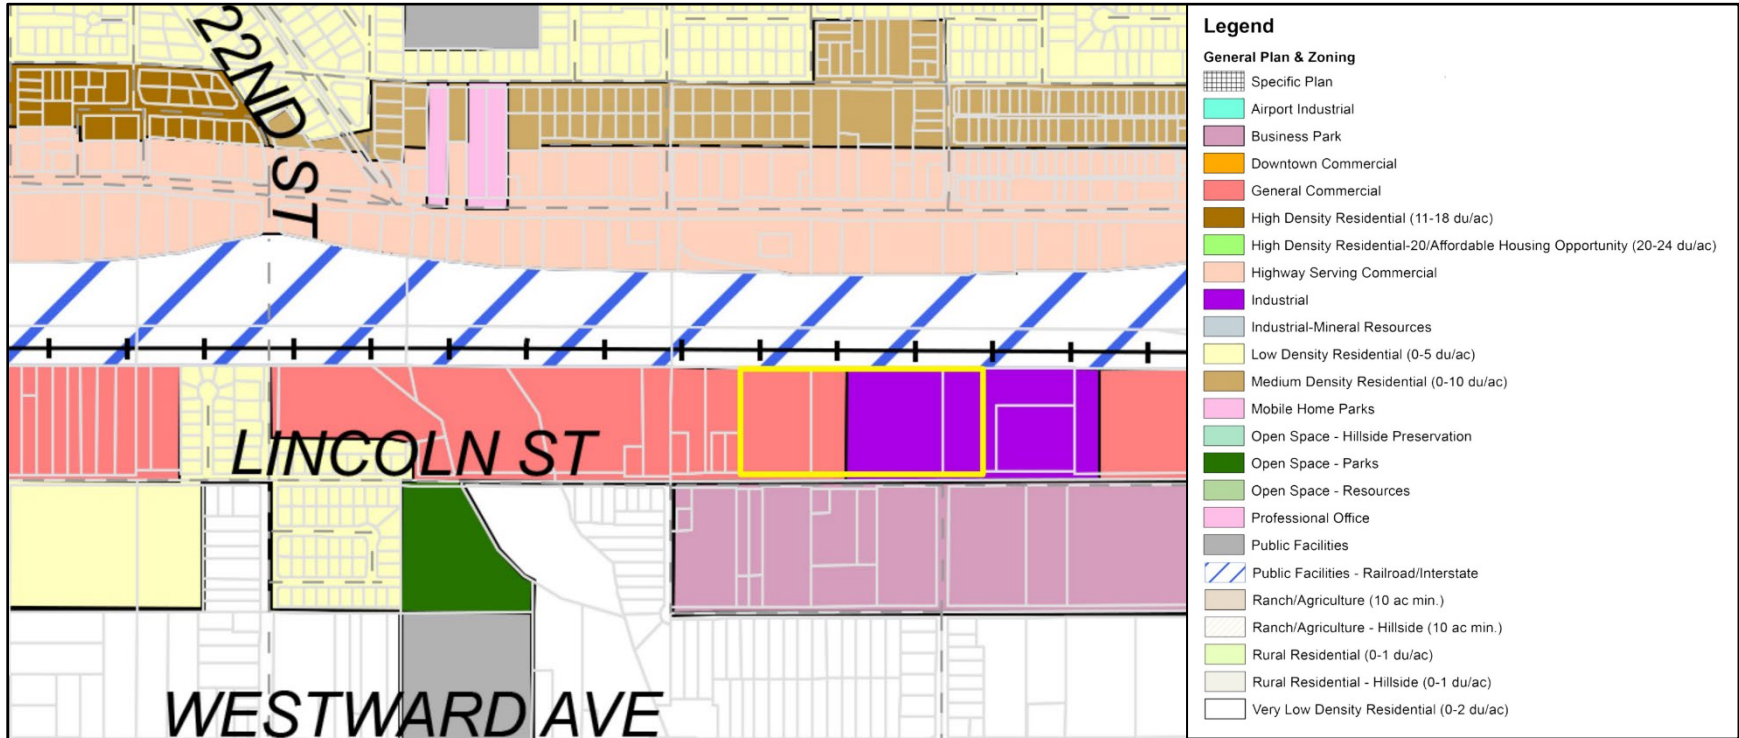 22ND ST
LINCOLN ST
WESTWARD AVE
Legend
General Plan & Zoning
Specific Plan
Airport Industrial
Business Park
Downtown Commercial
General Commercial
High Density Residential (11-18 du/ac)
High Density Residential-20/Affordable Housing Opportunity (20-24 du/ac)
Highway Serving Commercial
Industrial
Industrial-Mineral Resources
Low Density Residential (0-5 du/ac)
Medium Density Residential (0-10 du/ac)
Mobile Home Parks
Open Space - Hillside Preservation
Open Space - Parks
Open Space - Resources
Professional Office
Public Facilities
Public Facilities - Railroad/Interstate
Ranch/Agriculture (10 ac min.)
Ranch/Agriculture - Hillside (10 ac min.)
Rural Residential (0-1 du/ac)
Rural Residential - Hillside (0-1 du/ac)
Very Low Density Residential (0-2 du/ac)